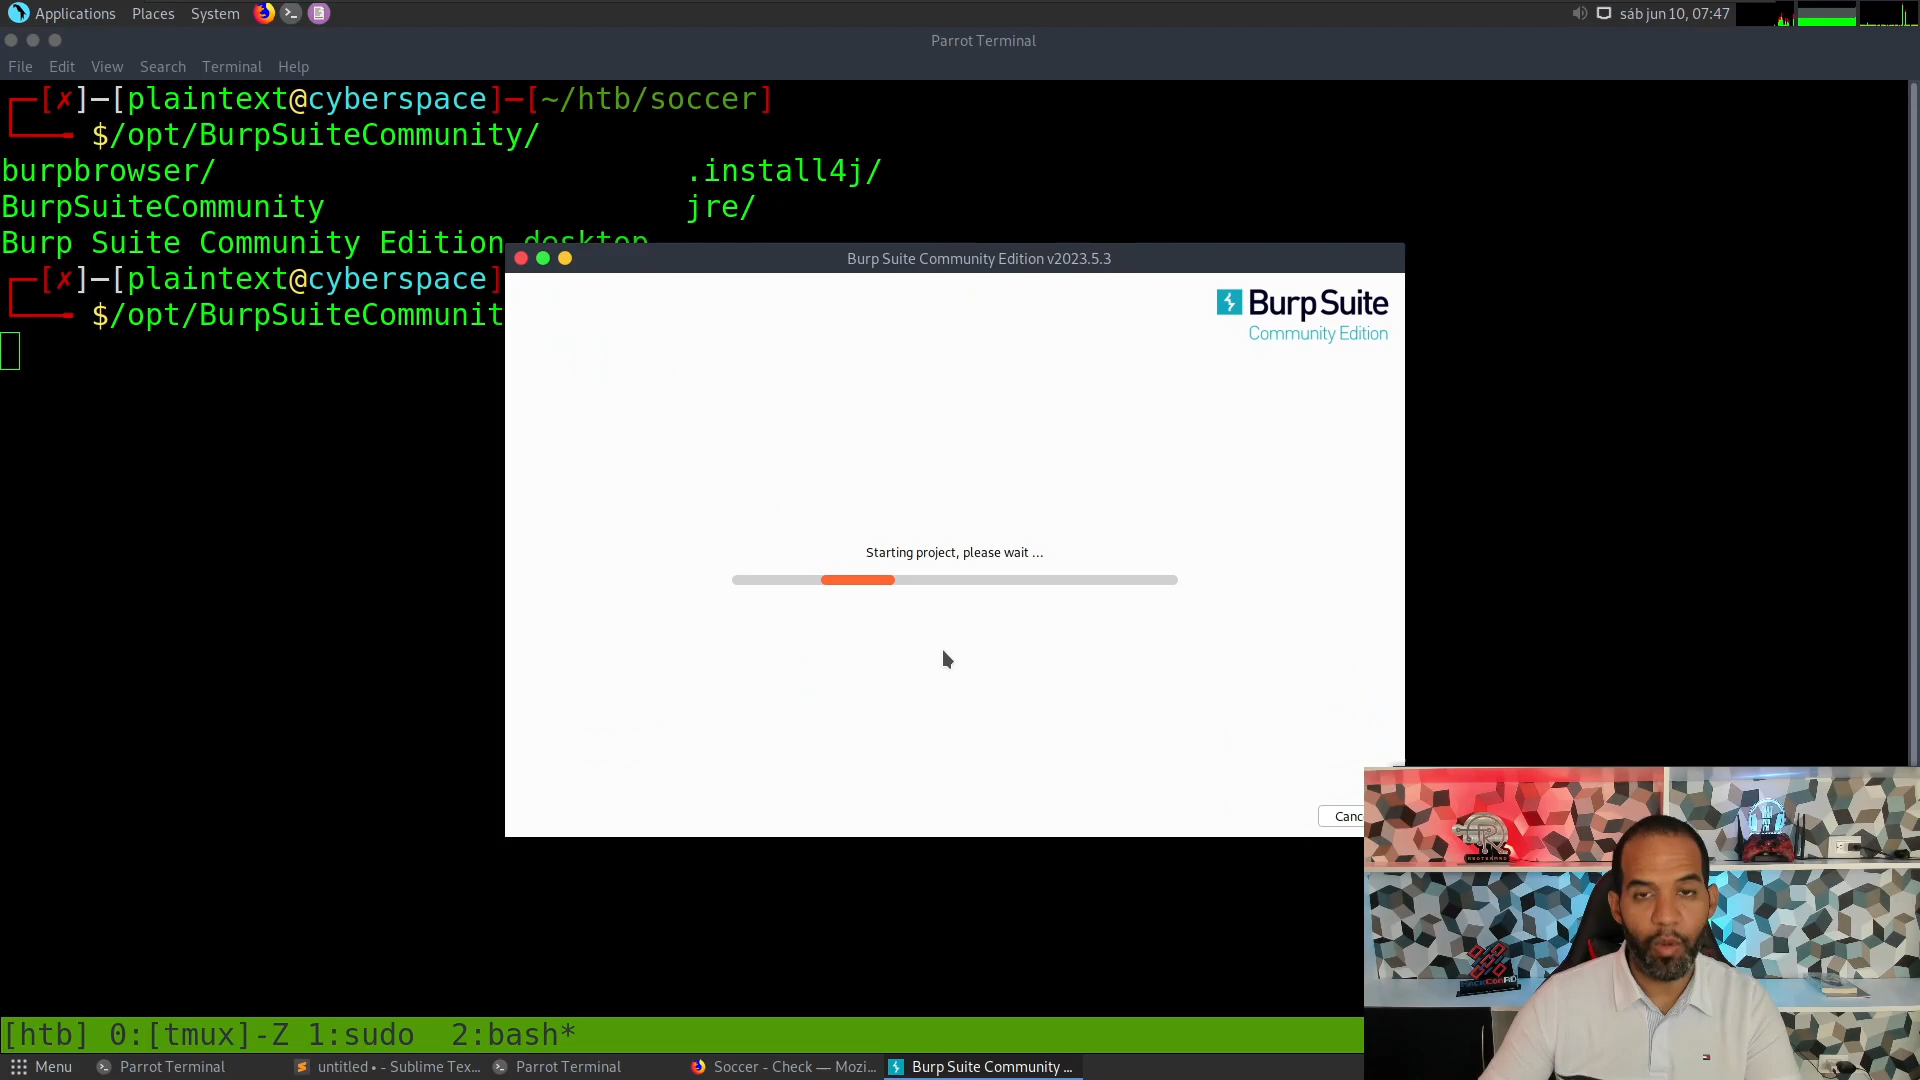 Applications Places System sáb jun 10, 07:47
Parrot Terminal
File Edit View Search Terminal Help
┌─[✗]─[plaintext@cyberspace]─[~/htb/soccer]
└──╼ $/opt/BurpSuiteCommunity/
burpbrowser/ .install4j/
BurpSuiteCommunity jre/
Burp Suite Community Edition.desktop
┌─[✗]─[plaintext@cyberspace]
└──╼ $/opt/BurpSuiteCommunit
Burp Suite Community Edition v2023.5.3
Burp Suite
Community Edition
Starting project, please wait ...
Canc
HACKCONRD
[htb] 0:[tmux]-Z 1:sudo 2:bash*
Menu Parrot Terminal untitled • - Sublime Tex... Parrot Terminal Soccer - Check — Mozi... Burp Suite Community ...